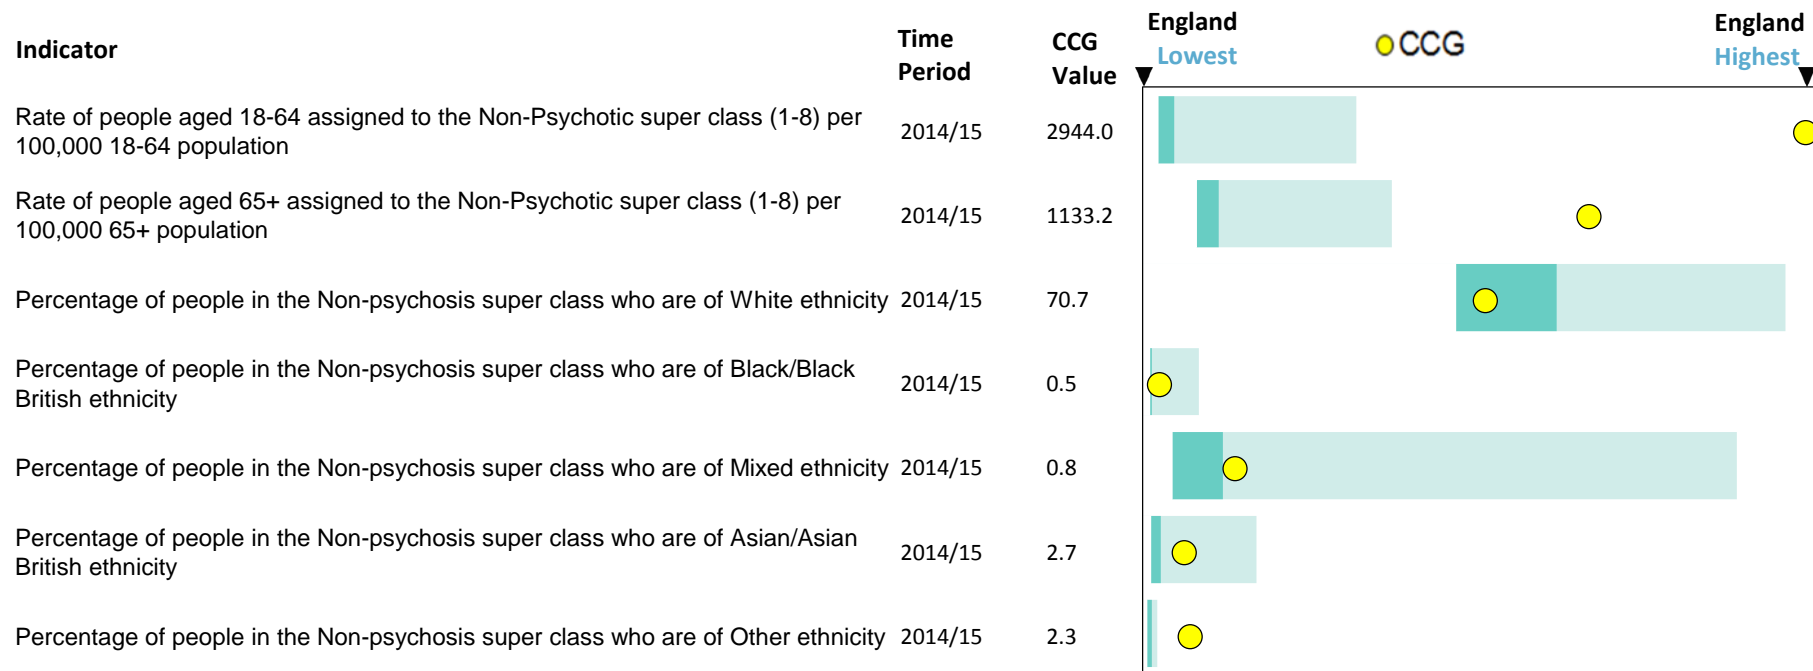 Indicator
Time Period
CCG Value
England Lowest
CCG
England Highest
Rate of people aged 18-64 assigned to the Non-Psychotic super class (1-8) per
100,000 18-64 population
2014/15
2944.0
Rate of people aged 65+ assigned to the Non-Psychotic super class (1-8) per
100,000 65+ population
2014/15
1133.2
Percentage of people in the Non-psychosis super class who are of White ethnicity
2014/15
70.7
Percentage of people in the Non-psychosis super class who are of Black/Black
British ethnicity
2014/15
0.5
Percentage of people in the Non-psychosis super class who are of Mixed ethnicity
2014/15
0.8
Percentage of people in the Non-psychosis super class who are of Asian/Asian
British ethnicity
2014/15
2.7
Percentage of people in the Non-psychosis super class who are of Other ethnicity
2014/15
2.3